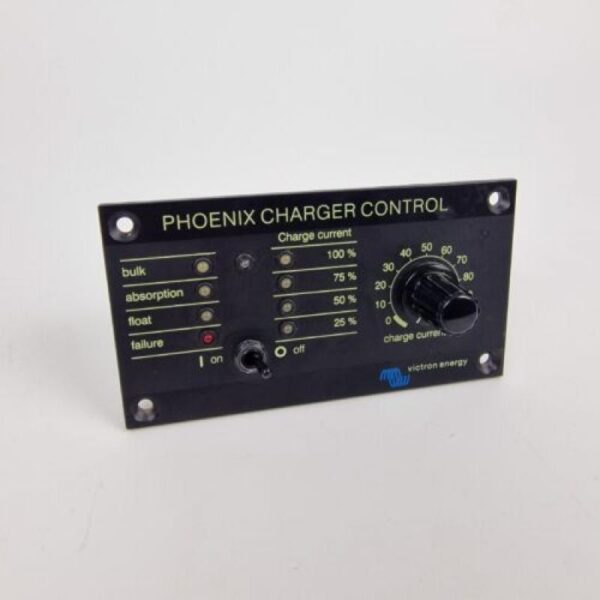 PHOENIX CHARGER CONTROL
Charge current
bulk
absorption
float
failure
100 %
75 %
50 %
25 %
I on
O off
0 10 20 30 40 50 60 70 80
charge current
victron energy